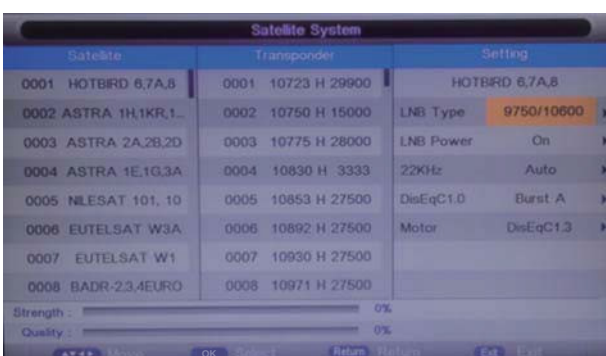 Satellite System
Satellite Transponder Setting
0001 HOTBIRD 6,7A,8 0001 10723 H 29900 HOTBIRD 6,7A,8
0002 ASTRA 1H,1KR,1... 0002 10750 H 15000 LNB Type 9750/10600
0003 ASTRA 2A,2B,2D 0003 10775 H 28000 LNB Power On
0004 ASTRA 1E,1G,3A 0004 10830 H 3333 22KHz Auto
0005 NILESAT 101, 10 0005 10853 H 27500 DisEqC1.0 Burst A
0006 EUTELSAT W3A 0006 10892 H 27500 Motor DisEqC1.3
0007 EUTELSAT W1 0007 10930 H 27500
0008 BADR-2,3,4EURO 0008 10971 H 27500
Strength : 0%
Quality : 0%
Move OK Select Return Return Exit Exit